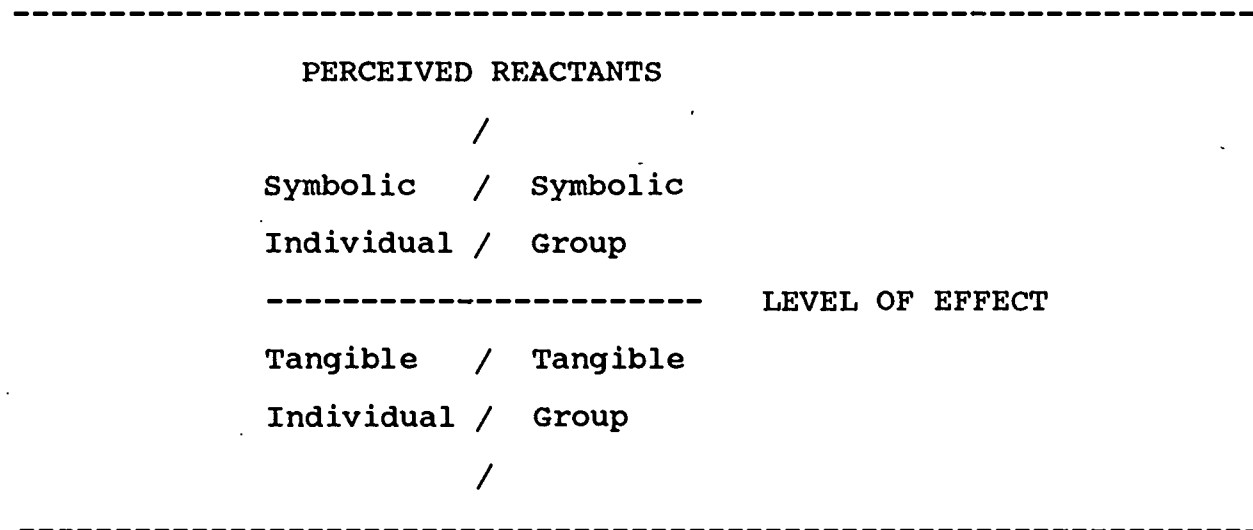 --------------------------------------------------------------------------------
PERCEIVED REACTANTS
/
Symbolic / Symbolic
Individual / Group
----------------------- LEVEL OF EFFECT
Tangible / Tangible
Individual / Group
/
--------------------------------------------------------------------------------